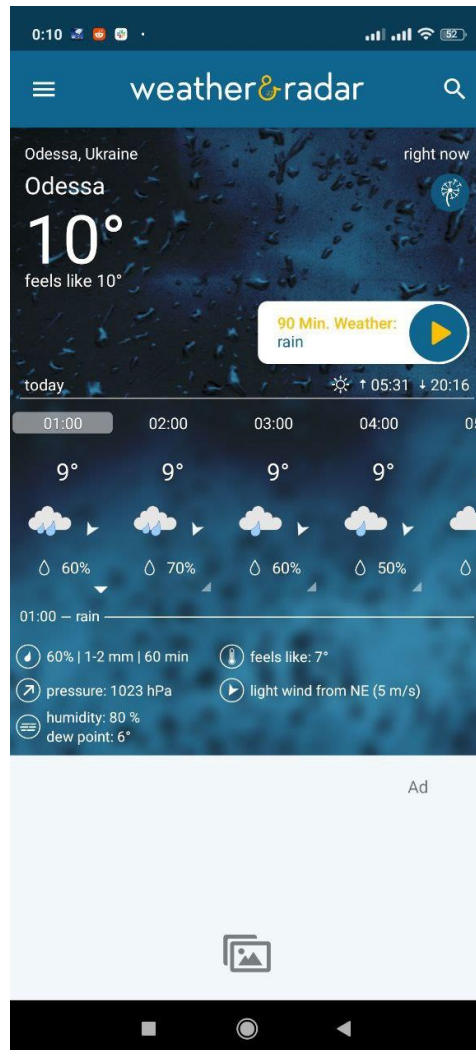 0:10 · 52
weather&radar
Odessa, Ukraine right now
Odessa
10°
feels like 10°
90 Min. Weather:
rain
today ↑ 05:31 ↓ 20:16
01:00 02:00 03:00 04:00
9° 9° 9° 9°
60% 70% 60% 50%
01:00 – rain
60% | 1-2 mm | 60 min feels like: 7°
pressure: 1023 hPa light wind from NE (5 m/s)
humidity: 80 %
dew point: 6°
Ad